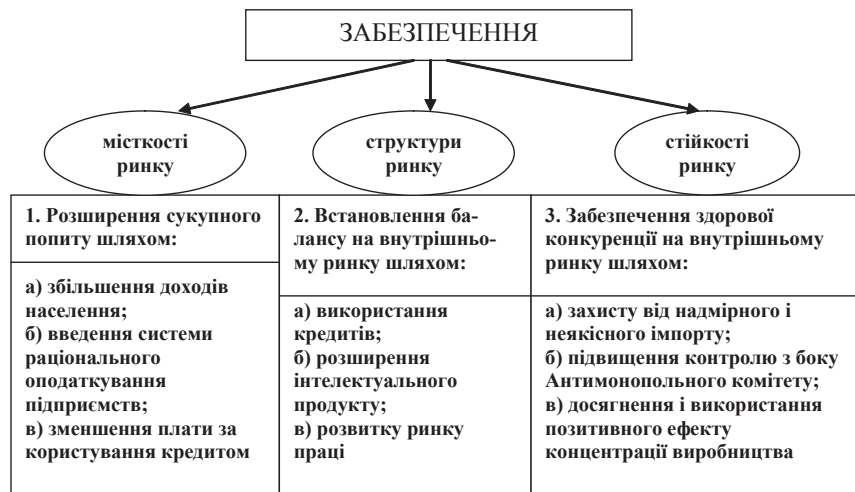 ЗАБЕЗПЕЧЕННЯ
місткості
ринку
структури
ринку
стійкості
ринку
1. Розширення сукупного
попиту шляхом:
а) збільшення доходів
населення;
б) введення системи
раціонального
оподаткування
підприємств;
в) зменшення плати за
користування кредитом
2. Встановлення ба-
лансу на внутрішньо-
му ринку шляхом:
а) використання
кредитів;
б) розширення
інтелектуального
продукту;
в) розвитку ринку
праці
3. Забезпечення здорової
конкуренції на внутрішньому
ринку шляхом:
а) захисту від надмірного і
неякісного імпорту;
б) підвищення контролю з боку
Антимонопольного комітету;
в) досягнення і використання
позитивного ефекту
концентрації виробництва